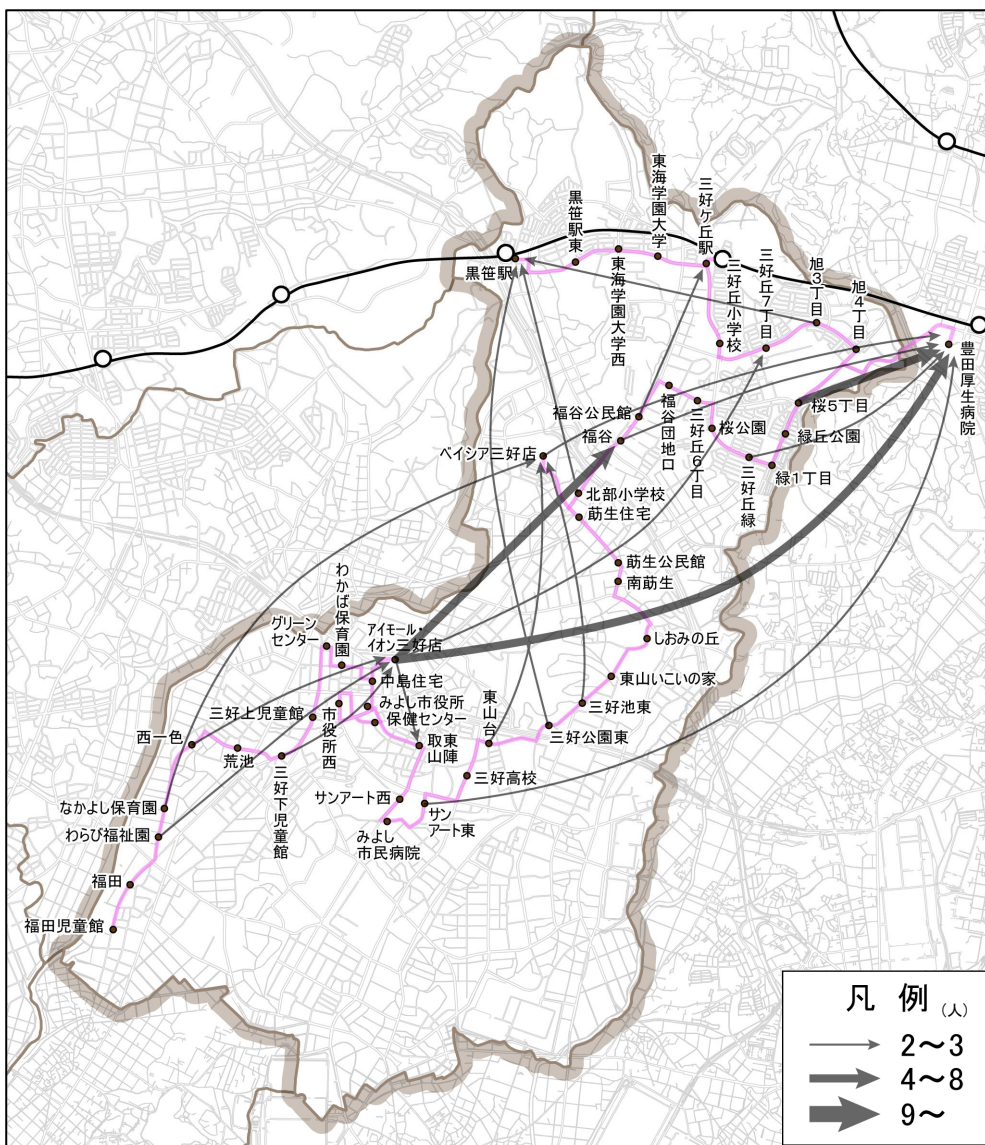 東海学園大学
三好ケ丘駅
黒笹駅東
黒笹駅
東海学園大学西
三好丘小学校
三好丘7丁目
旭3丁目
旭4丁目
豊田厚生病院
福谷公民館
福谷団地口
三好丘6丁目
桜公園
桜5丁目
緑丘公園
福谷
ベイシア三好店
三好丘緑
緑1丁目
北部小学校
莇生住宅
莇生公民館
南莇生
わかば保育園
グリーン
センター
アイモール・
イオン三好店
しおみの丘
中島住宅
東山いこいの家
みよし市役所
保健センター
三好上児童館
市役所西
東山台
三好池東
西一色
荒池
取東
山陣
三好公園東
三好下児童館
三好高校
なかよし保育園
サンアート西
サン
アート東
わらび福祉園
みよし
市民病院
福田
福田児童館
凡 例 (人)
2～3
4～8
9～